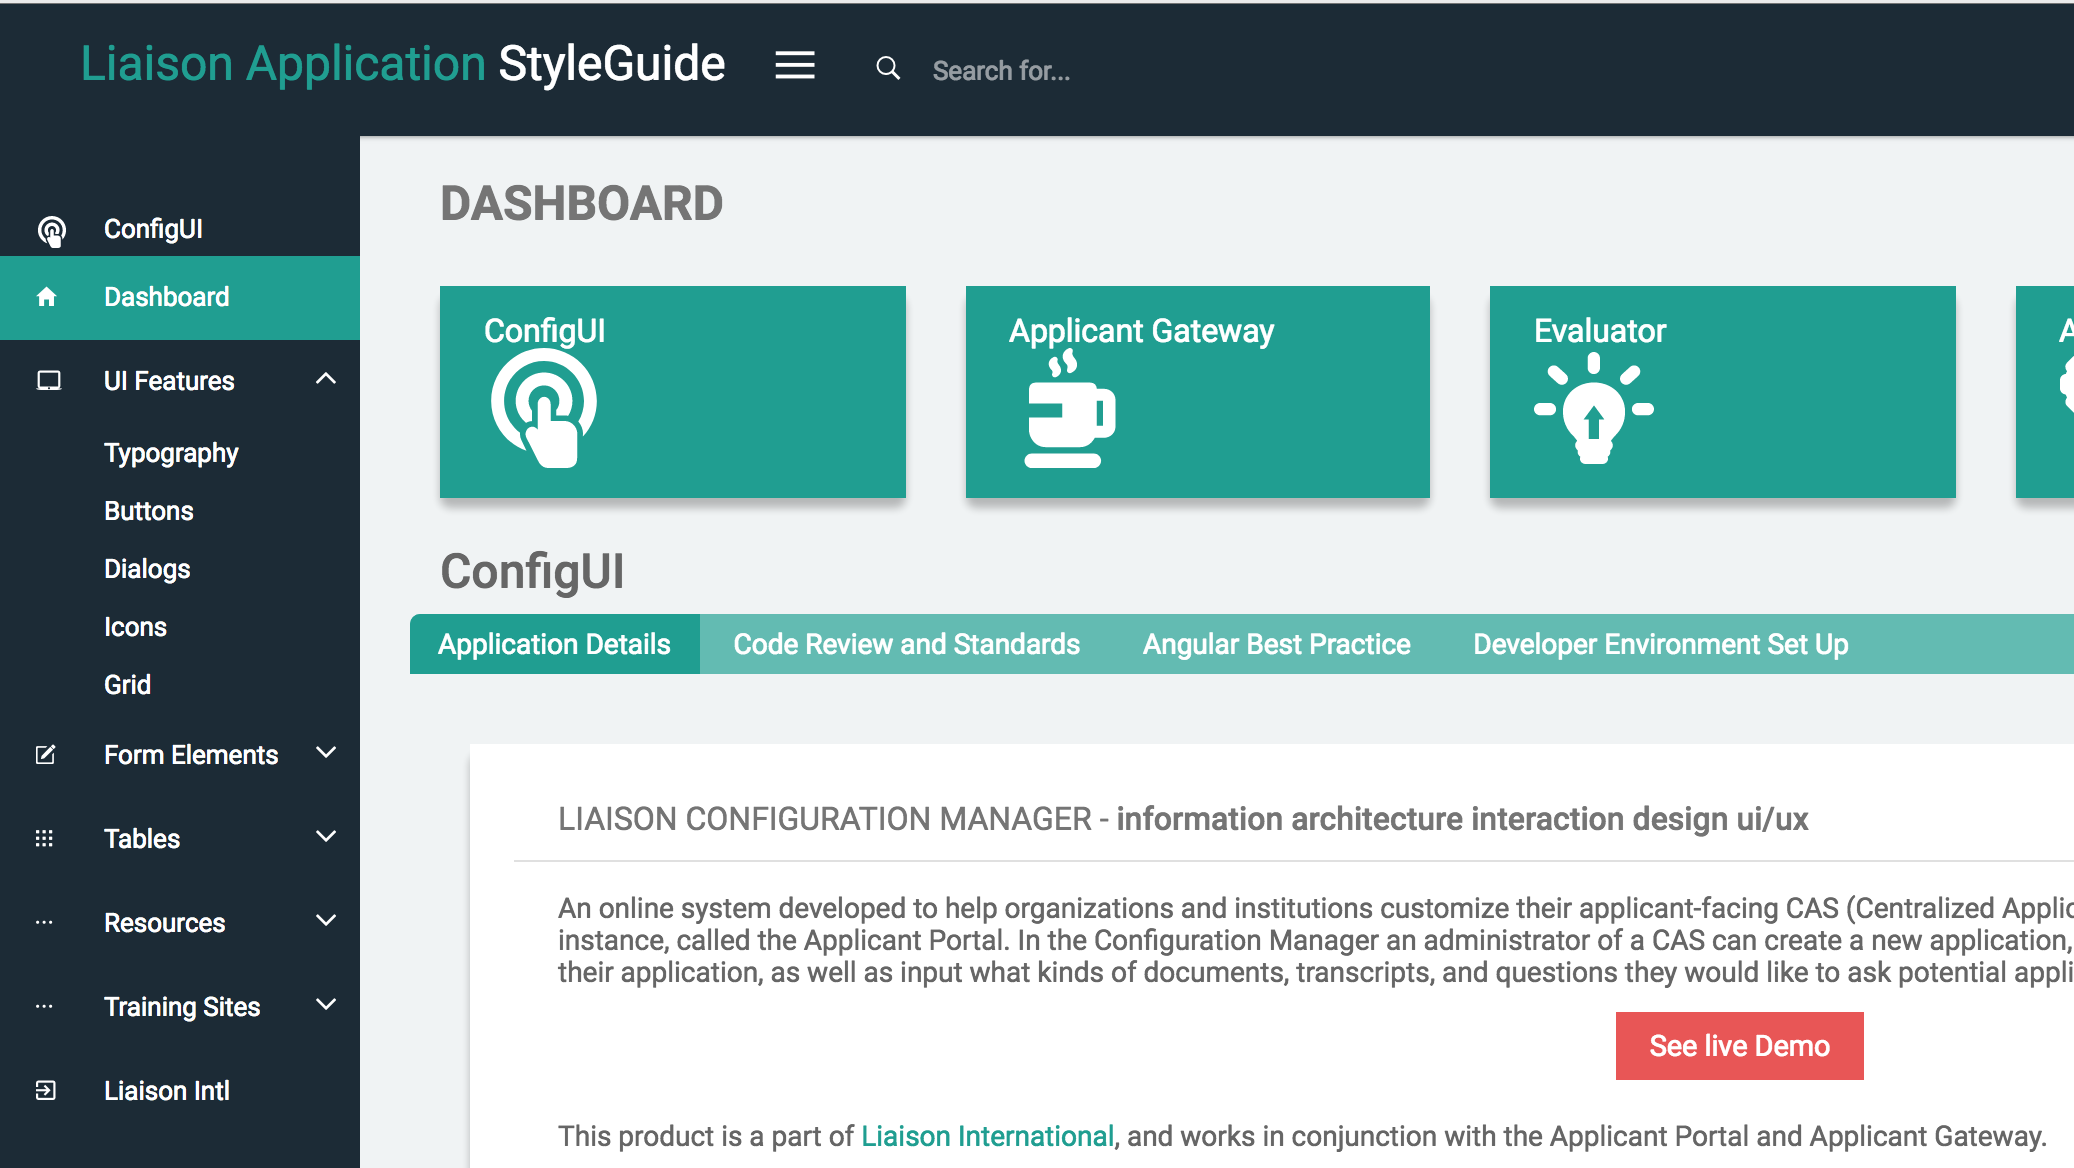 Liaison Application StyleGuide
Search for...
ConfigUI
Dashboard
UI Features
Typography
Buttons
Dialogs
Icons
Grid
Form Elements
Tables
Resources
Training Sites
Liaison Intl
DASHBOARD
ConfigUI
Applicant Gateway
Evaluator
ConfigUI
Application Details
Code Review and Standards
Angular Best Practice
Developer Environment Set Up
LIAISON CONFIGURATION MANAGER - information architecture interaction design ui/ux
An online system developed to help organizations and institutions customize their applicant-facing CAS (Centralized
instance, called the Applicant Portal. In the Configuration Manager an administrator of a CAS can create a new application,
their application, as well as input what kinds of documents, transcripts, and questions they would like to ask potential
See live Demo
This product is a part of Liaison International, and works in conjunction with the Applicant Portal and Applicant Gateway.